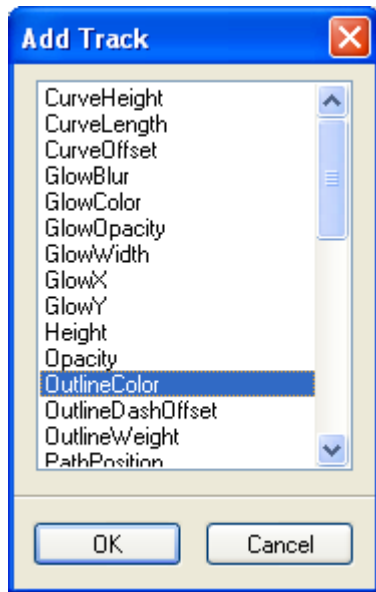 Add Track
CurveHeight
CurveLength
CurveOffset
GlowBlur
GlowColor
GlowOpacity
GlowWidth
GlowX
GlowY
Height
Opacity
OutlineColor
OutlineDashOffset
OutlineWeight
PathPosition
OK
Cancel